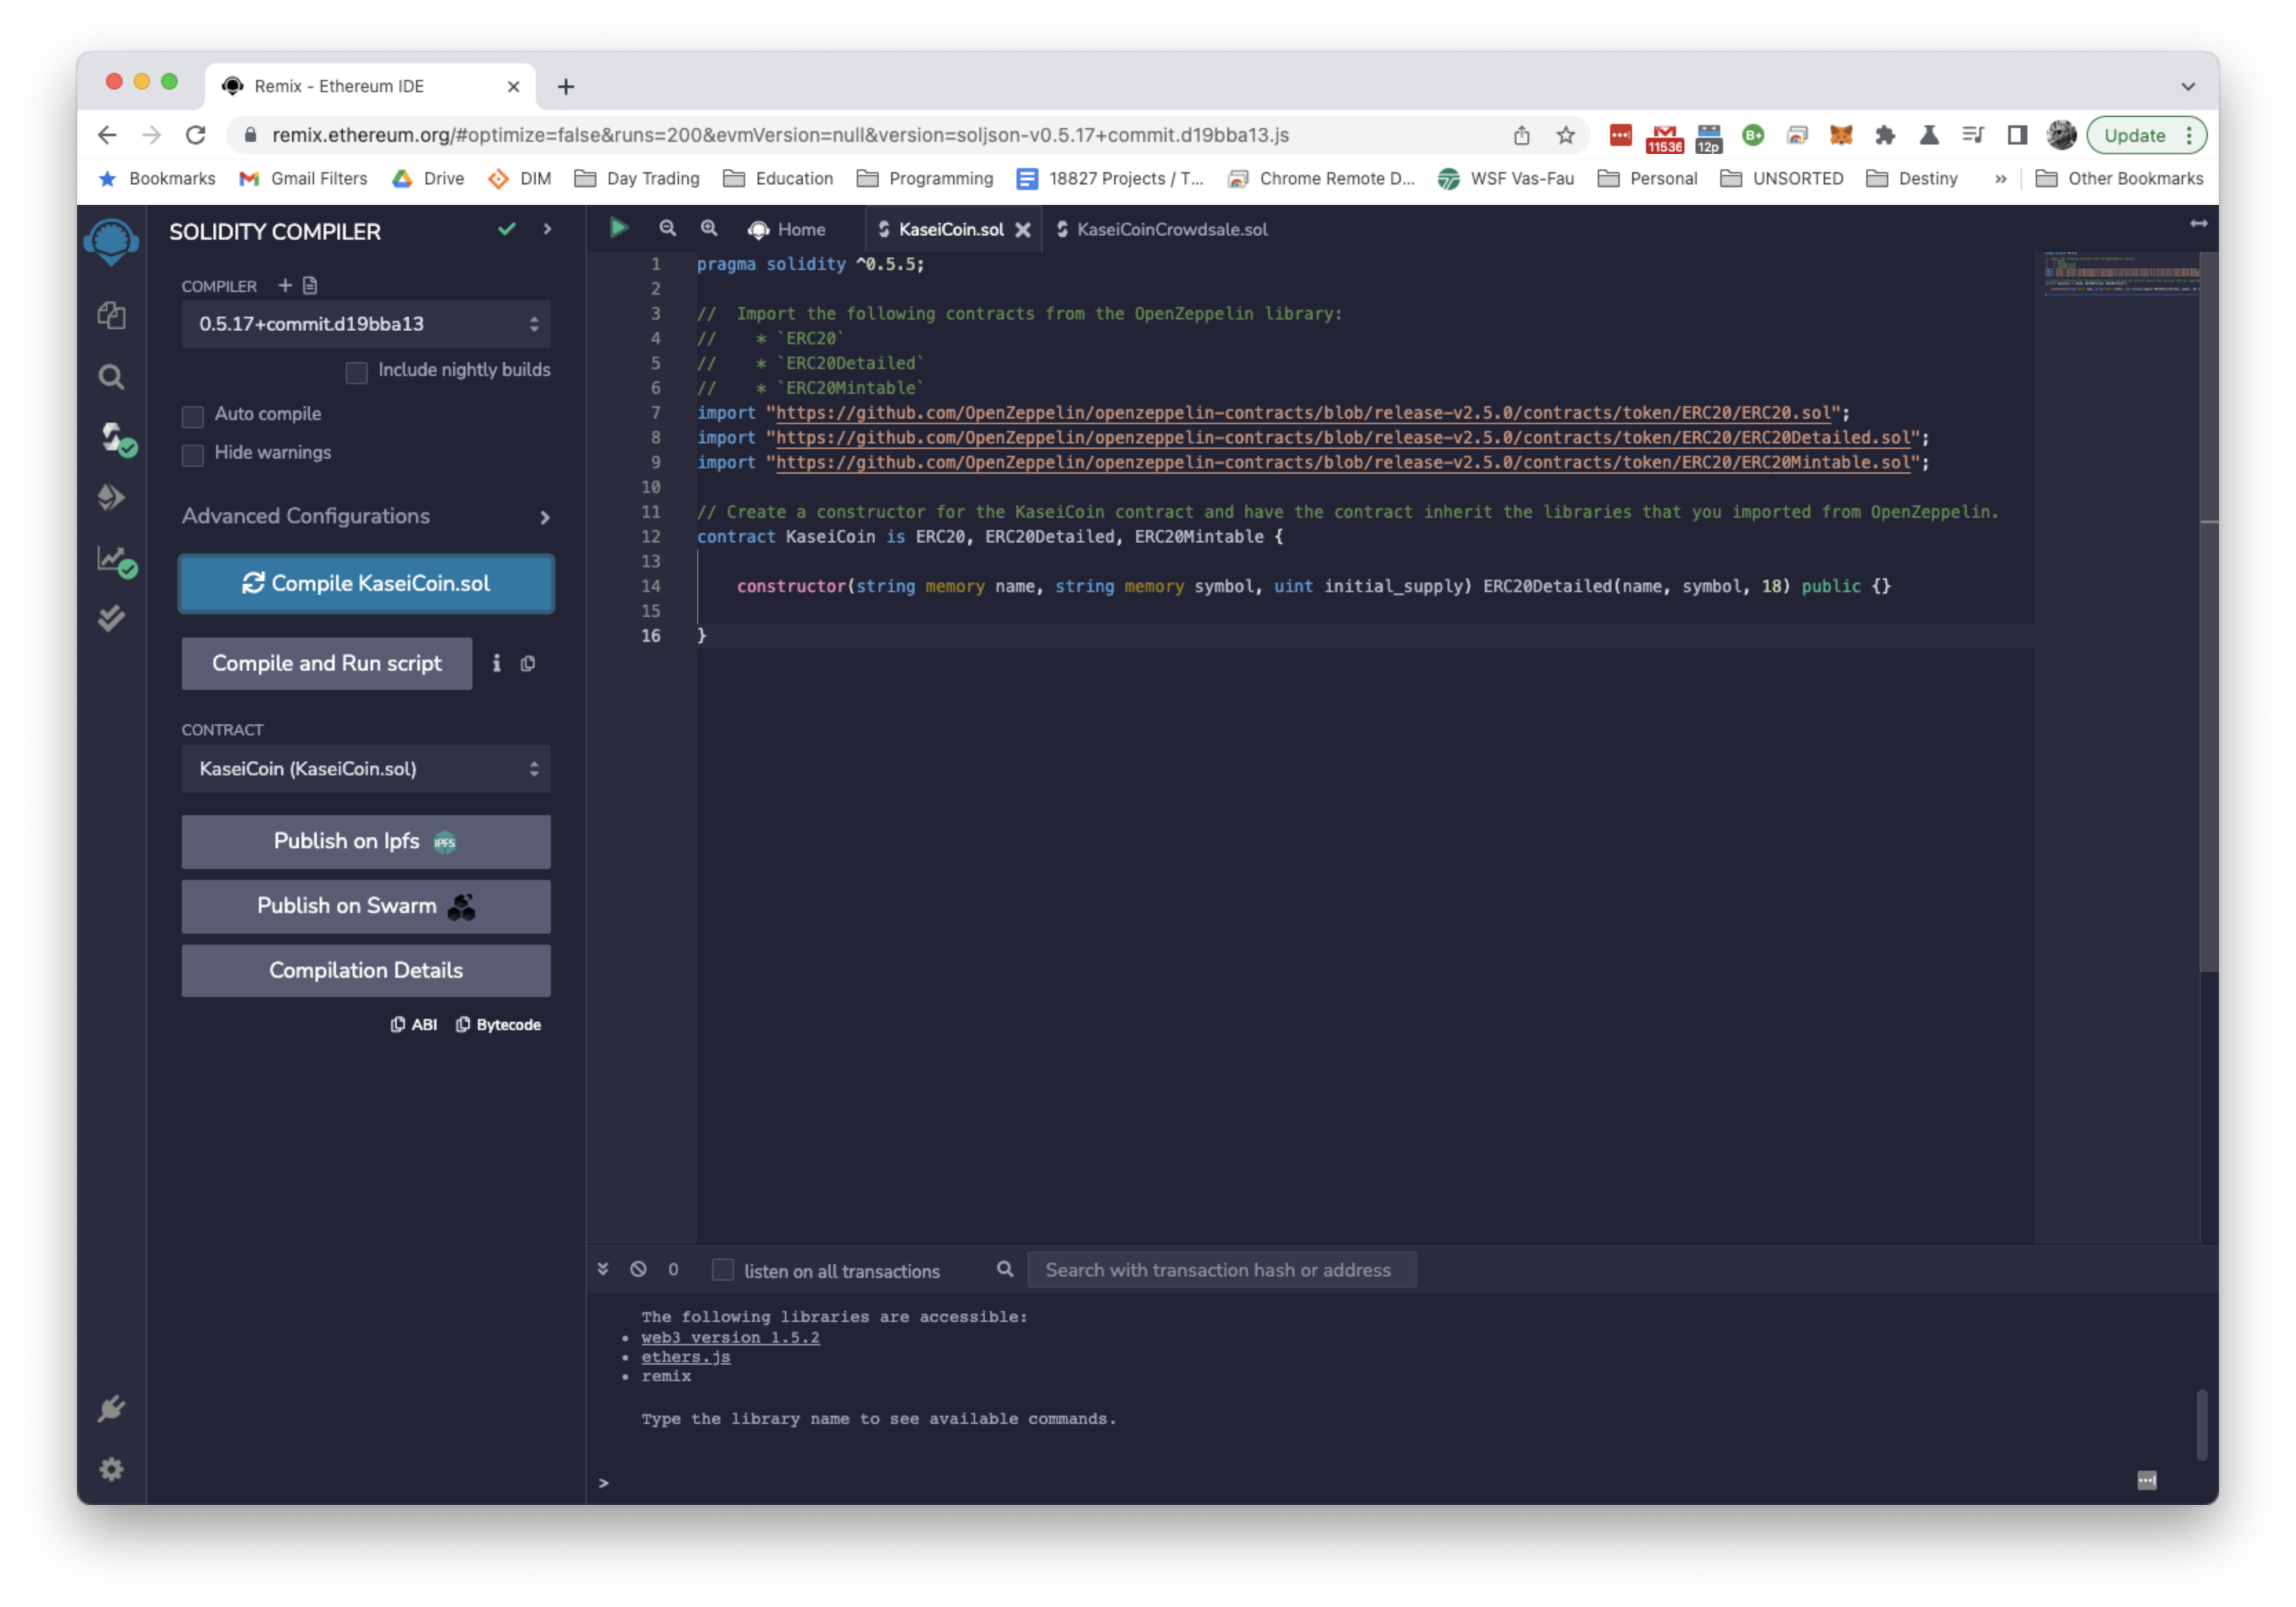 Remix - Ethereum IDE
remix.ethereum.org/#optimize=false&runs=200&evmVersion=null&version=soljson-v0.5.17+commit.d19bba13.js
11536
12p
B+
Update
Bookmarks
Gmail Filters
Drive
DIM
Day Trading
Education
Programming
18827 Projects / T...
Chrome Remote D...
WSF Vas-Fau
Personal
UNSORTED
Destiny
»
Other Bookmarks
SOLIDITY COMPILER
COMPILER
0.5.17+commit.d19bba13
Include nightly builds
Auto compile
Hide warnings
Advanced Configurations
Compile KaseiCoin.sol
Compile and Run script
CONTRACT
KaseiCoin (KaseiCoin.sol)
Publish on Ipfs
IPFS
Publish on Swarm
Compilation Details
ABI
Bytecode
Home
KaseiCoin.sol
KaseiCoinCrowdsale.sol
1 pragma solidity ^0.5.5;
2
3 //  Import the following contracts from the OpenZeppelin library:
4 //    * `ERC20`
5 //    * `ERC20Detailed`
6 //    * `ERC20Mintable`
7 import "https://github.com/OpenZeppelin/openzeppelin-contracts/blob/release-v2.5.0/contracts/token/ERC20/ERC20.sol";
8 import "https://github.com/OpenZeppelin/openzeppelin-contracts/blob/release-v2.5.0/contracts/token/ERC20/ERC20Detailed.sol";
9 import "https://github.com/OpenZeppelin/openzeppelin-contracts/blob/release-v2.5.0/contracts/token/ERC20/ERC20Mintable.sol";
10
11 // Create a constructor for the KaseiCoin contract and have the contract inherit the libraries that you imported from OpenZeppelin.
12 contract KaseiCoin is ERC20, ERC20Detailed, ERC20Mintable {
13
14     constructor(string memory name, string memory symbol, uint initial_supply) ERC20Detailed(name, symbol, 18) public {}
15
16 }
0
listen on all transactions
Search with transaction hash or address
The following libraries are accessible:
• web3 version 1.5.2
• ethers.js
• remix
Type the library name to see available commands.
>